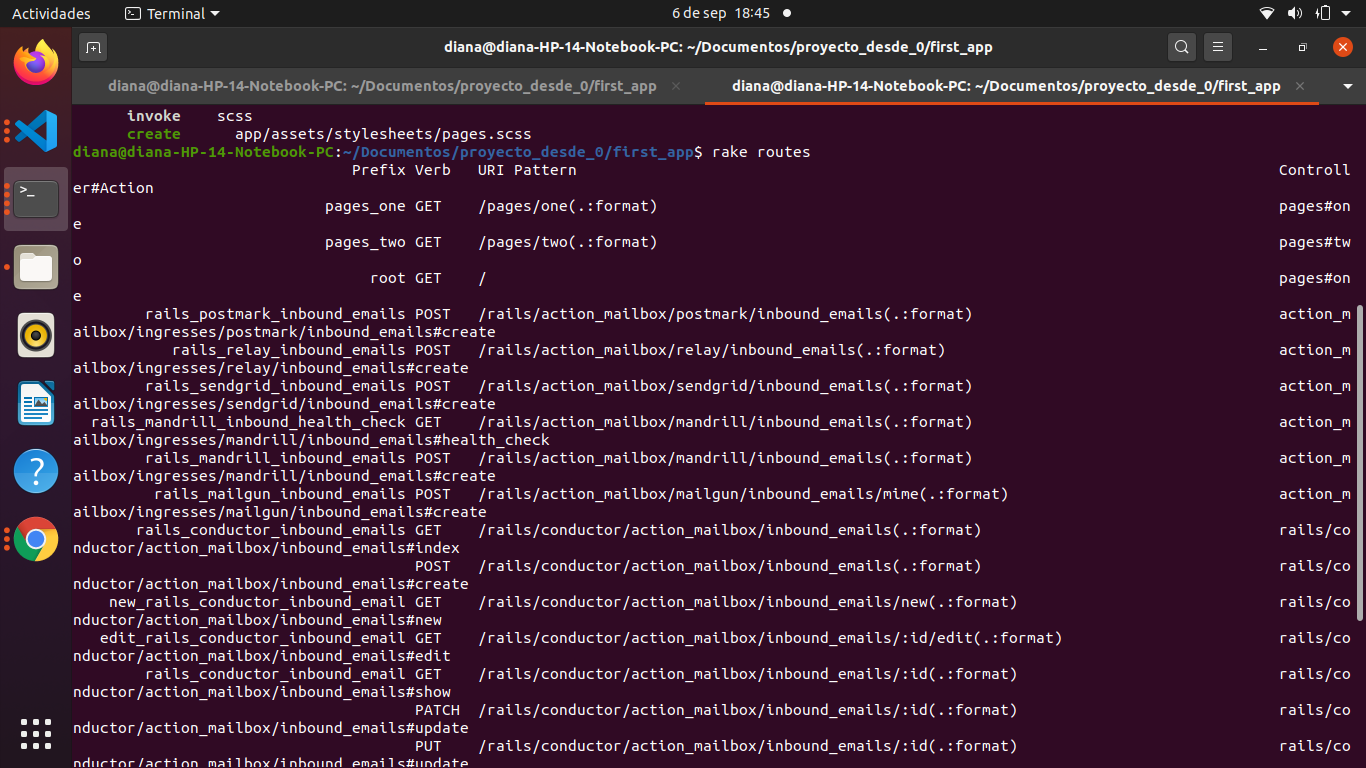 Actividades
Terminal
6 de sep 18:45
diana@diana-HP-14-Notebook-PC: ~/Documentos/proyecto_desde_0/first_app
diana@diana-HP-14-Notebook-PC: ~/Documentos/proyecto_desde_0/first_app
diana@diana-HP-14-Notebook-PC: ~/Documentos/proyecto_desde_0/first_app
invoke scss
create app/assets/stylesheets/pages.scss
diana@diana-HP-14-Notebook-PC:~/Documentos/proyecto_desde_0/first_app$ rake routes
Prefix Verb URI Pattern Controll
er#Action
pages_one GET /pages/one(.:format) pages#on
e
pages_two GET /pages/two(.:format) pages#tw
o
root GET / pages#on
e
rails_postmark_inbound_emails POST /rails/action_mailbox/postmark/inbound_emails(.:format) action_m
ailbox/ingresses/postmark/inbound_emails#create
rails_relay_inbound_emails POST /rails/action_mailbox/relay/inbound_emails(.:format) action_m
ailbox/ingresses/relay/inbound_emails#create
rails_sendgrid_inbound_emails POST /rails/action_mailbox/sendgrid/inbound_emails(.:format) action_m
ailbox/ingresses/sendgrid/inbound_emails#create
rails_mandrill_inbound_health_check GET /rails/action_mailbox/mandrill/inbound_emails(.:format) action_m
ailbox/ingresses/mandrill/inbound_emails#health_check
rails_mandrill_inbound_emails POST /rails/action_mailbox/mandrill/inbound_emails(.:format) action_m
ailbox/ingresses/mandrill/inbound_emails#create
rails_mailgun_inbound_emails POST /rails/action_mailbox/mailgun/inbound_emails/mime(.:format) action_m
ailbox/ingresses/mailgun/inbound_emails#create
rails_conductor_inbound_emails GET /rails/conductor/action_mailbox/inbound_emails(.:format) rails/co
nductor/action_mailbox/inbound_emails#index
POST /rails/conductor/action_mailbox/inbound_emails(.:format) rails/co
nductor/action_mailbox/inbound_emails#create
new_rails_conductor_inbound_email GET /rails/conductor/action_mailbox/inbound_emails/new(.:format) rails/co
nductor/action_mailbox/inbound_emails#new
edit_rails_conductor_inbound_email GET /rails/conductor/action_mailbox/inbound_emails/:id/edit(.:format) rails/co
nductor/action_mailbox/inbound_emails#edit
rails_conductor_inbound_email GET /rails/conductor/action_mailbox/inbound_emails/:id(.:format) rails/co
nductor/action_mailbox/inbound_emails#show
PATCH /rails/conductor/action_mailbox/inbound_emails/:id(.:format) rails/co
nductor/action_mailbox/inbound_emails#update
PUT /rails/conductor/action_mailbox/inbound_emails/:id(.:format) rails/co
nductor/action_mailbox/inbound_emails#update